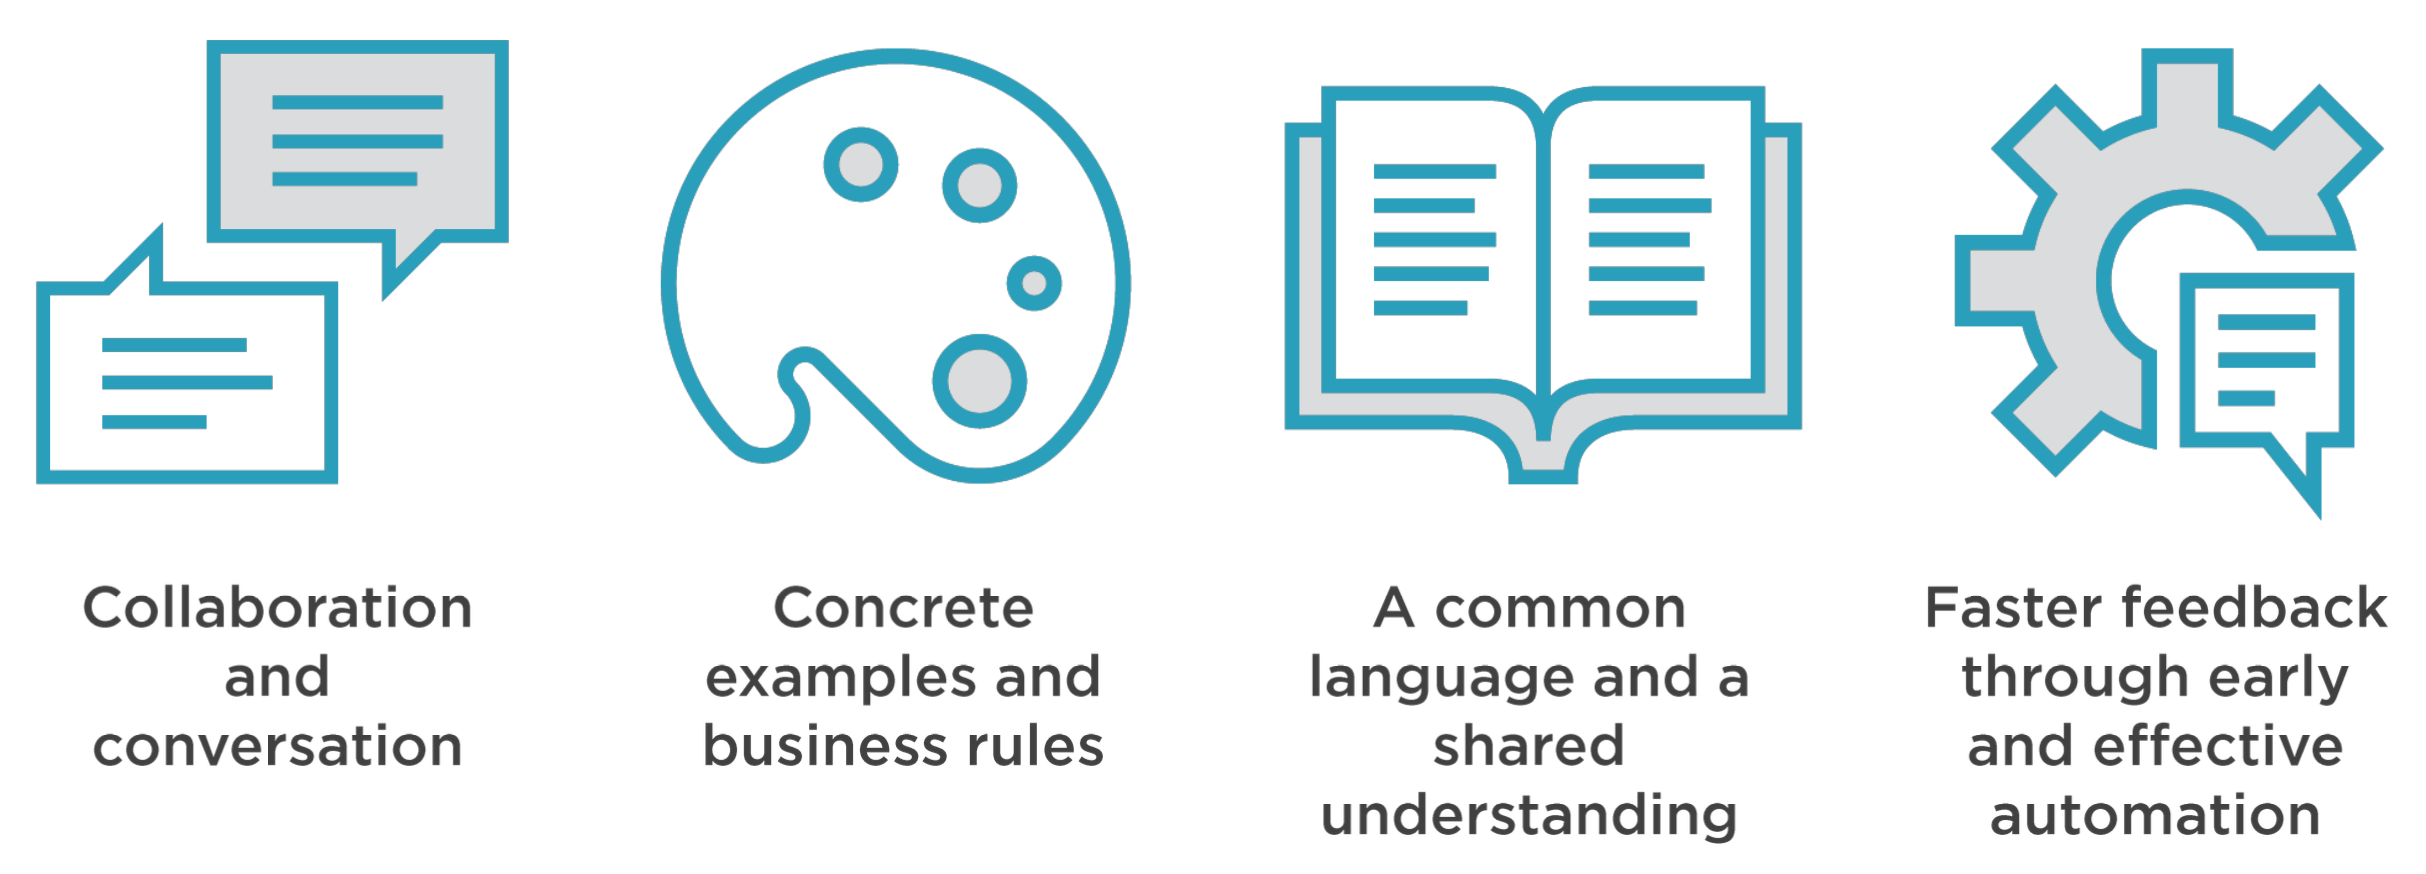 Collaboration
and
conversation
Concrete
examples and
business rules
A common
language and a
shared
understanding
Faster feedback
through early
and effective
automation